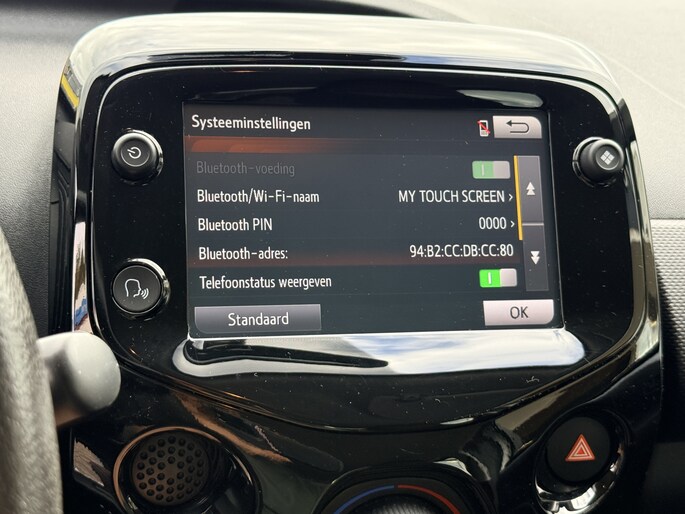 Systeeminstellingen
Bluetooth-voeding
Bluetooth/Wi-Fi-naam MY TOUCH SCREEN ›
Bluetooth PIN 0000 ›
Bluetooth-adres: 94:B2:CC:DB:CC:80
Telefoonstatus weergeven
Standaard OK